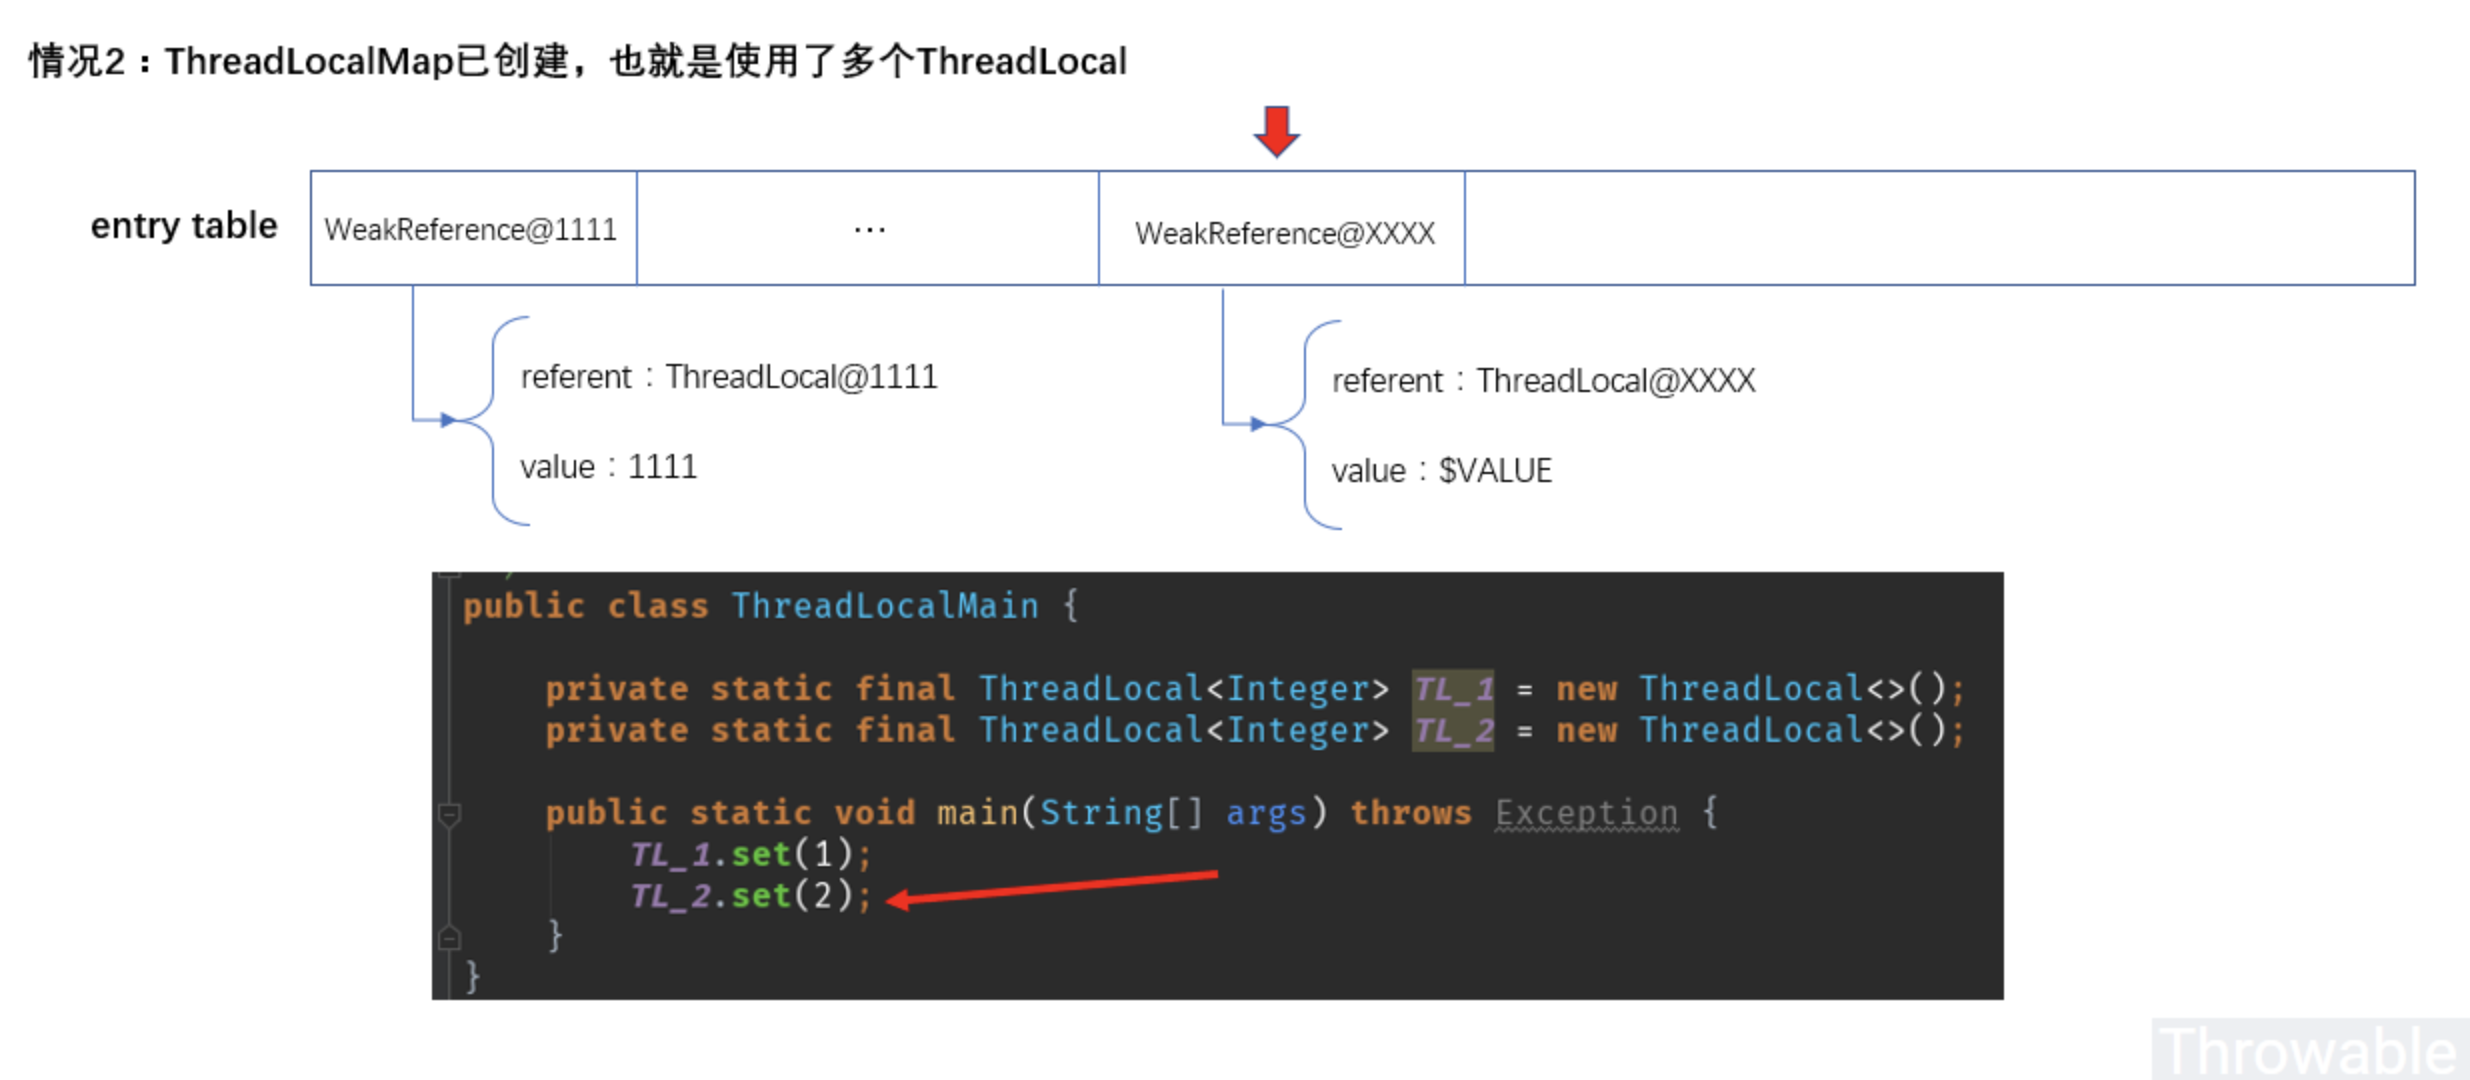 情况2：ThreadLocalMap已创建，也就是使用了多个ThreadLocal
entry table
WeakReference@1111
...
WeakReference@XXXX
referent：ThreadLocal@1111
value：1111
referent：ThreadLocal@XXXX
value：$VALUE
public class ThreadLocalMain {
private static final ThreadLocal<Integer> TL_1 = new ThreadLocal<>();
private static final ThreadLocal<Integer> TL_2 = new ThreadLocal<>();
public static void main(String[] args) throws Exception {
TL_1.set(1);
TL_2.set(2);
}
}
Throwable